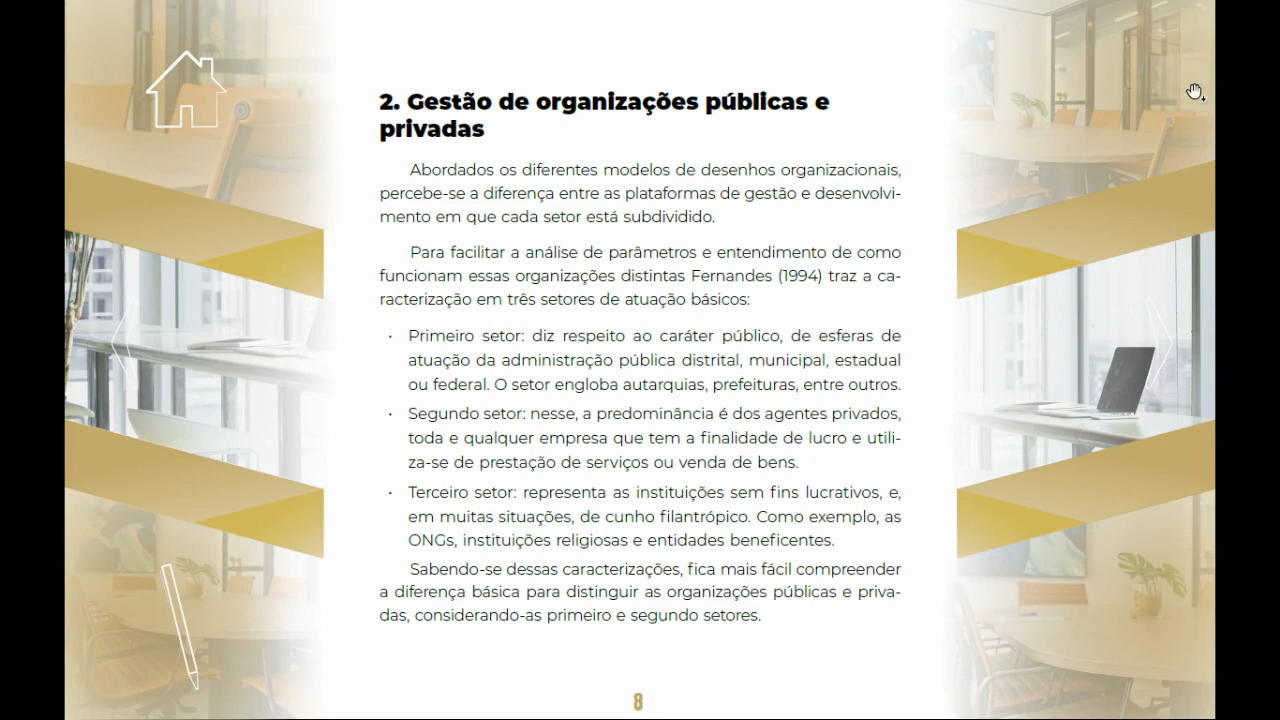 2. Gestão de organizações públicas e
privadas
Abordados os diferentes modelos de desenhos organizacionais,
percebe-se a diferença entre as plataformas de gestão e desenvolvi-
mento em que cada setor está subdividido.
Para facilitar a análise de parâmetros e entendimento de como
funcionam essas organizações distintas Fernandes (1994) traz a ca-
racterização em três setores de atuação básicos:
· Primeiro setor: diz respeito ao caráter público, de esferas de
atuação da administração pública distrital, municipal, estadual
ou federal. O setor engloba autarquias, prefeituras, entre outros.
· Segundo setor: nesse, a predominância é dos agentes privados,
toda e qualquer empresa que tem a finalidade de lucro e utili-
za-se de prestação de serviços ou venda de bens.
· Terceiro setor: representa as instituições sem fins lucrativos, e,
em muitas situações, de cunho filantrópico. Como exemplo, as
ONGs, instituições religiosas e entidades beneficentes.
Sabendo-se dessas caracterizações, fica mais fácil compreender
a diferença básica para distinguir as organizações públicas e priva-
das, considerando-as primeiro e segundo setores.
8